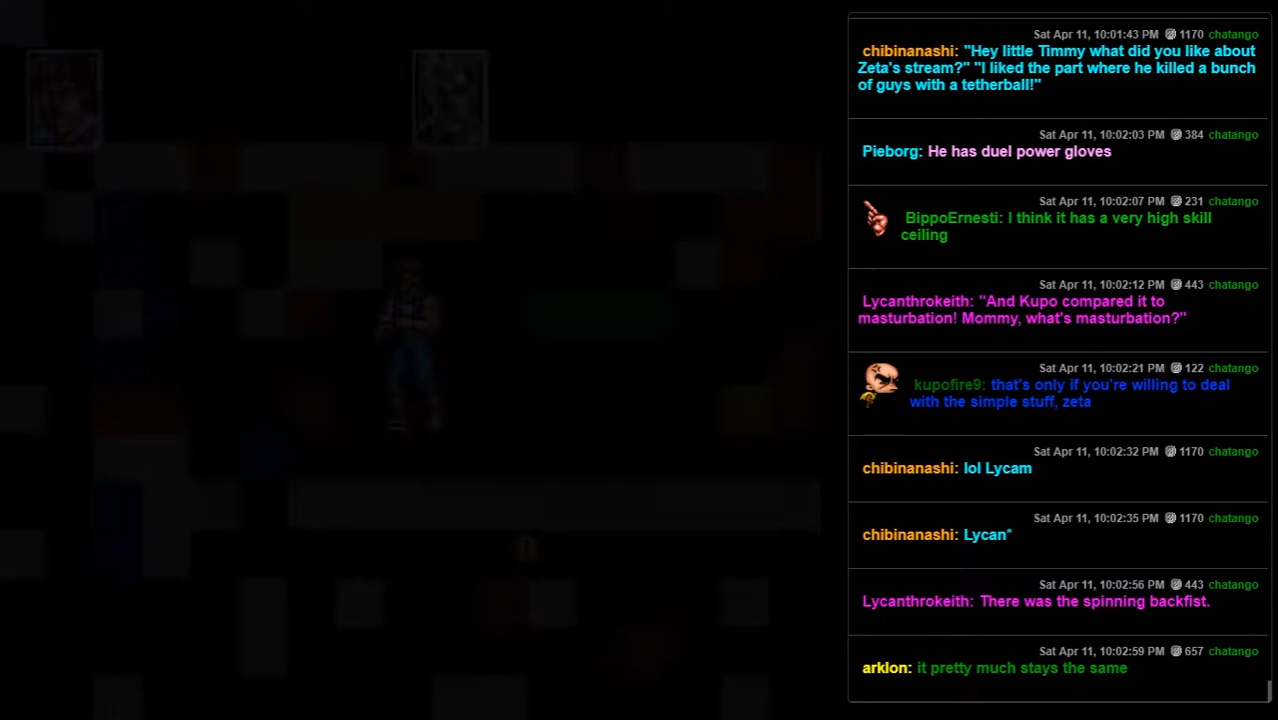 Sat Apr 11, 10:01:43 PM 1170 chatango
chibinanashi: "Hey little Timmy what did you like about
Zeta's stream?" "I liked the part where he killed a bunch
of guys with a tetherball!"
Sat Apr 11, 10:02:03 PM 384 chatango
Pieborg: He has duel power gloves
Sat Apr 11, 10:02:07 PM 231 chatango
BippoErnesti: I think it has a very high skill
ceiling
Sat Apr 11, 10:02:12 PM 443 chatango
Lycanthrokeith: "And Kupo compared it to
masturbation! Mommy, what's masturbation?"
Sat Apr 11, 10:02:21 PM 122 chatango
kupofire9: that's only if you're willing to deal
with the simple stuff, zeta
Sat Apr 11, 10:02:32 PM 1170 chatango
chibinanashi: lol Lycam
Sat Apr 11, 10:02:35 PM 1170 chatango
chibinanashi: Lycan*
Sat Apr 11, 10:02:56 PM 443 chatango
Lycanthrokeith: There was the spinning backfist.
Sat Apr 11, 10:02:59 PM 657 chatango
arklon: it pretty much stays the same